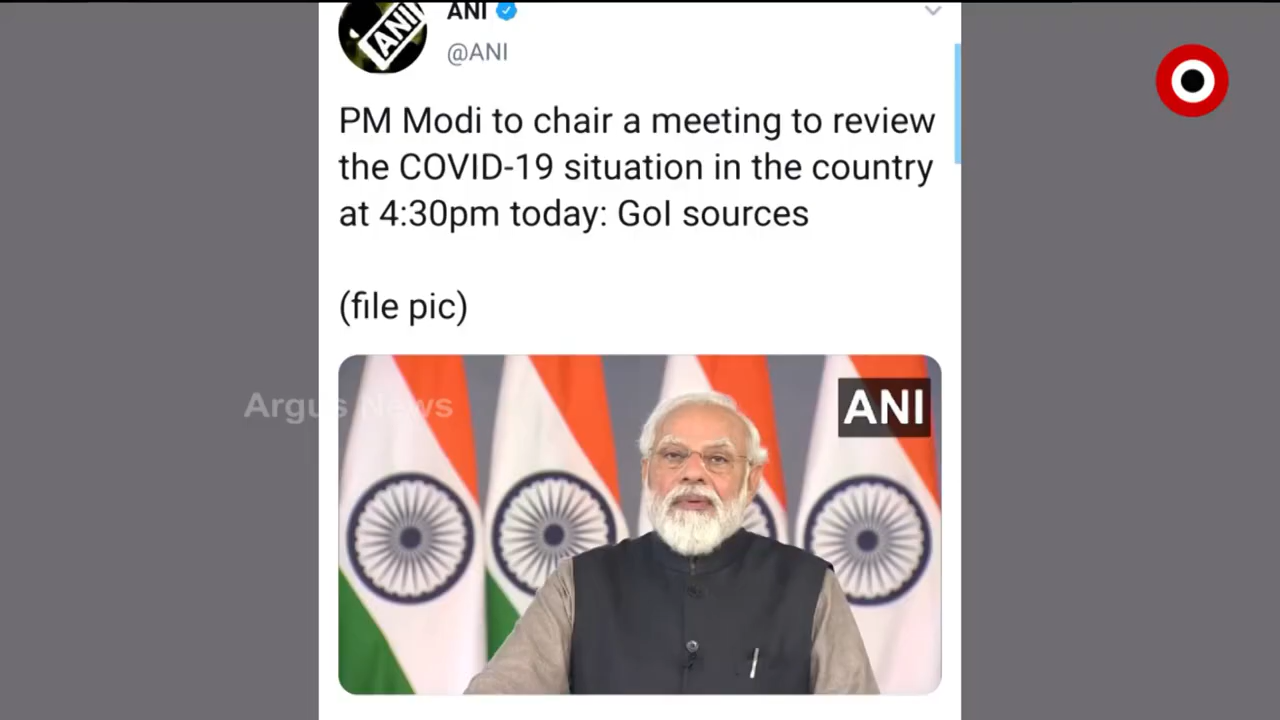 ANI
ANI
@ANI
PM Modi to chair a meeting to review
the COVID-19 situation in the country
at 4:30pm today: GoI sources
(file pic)
ANI
Argus News